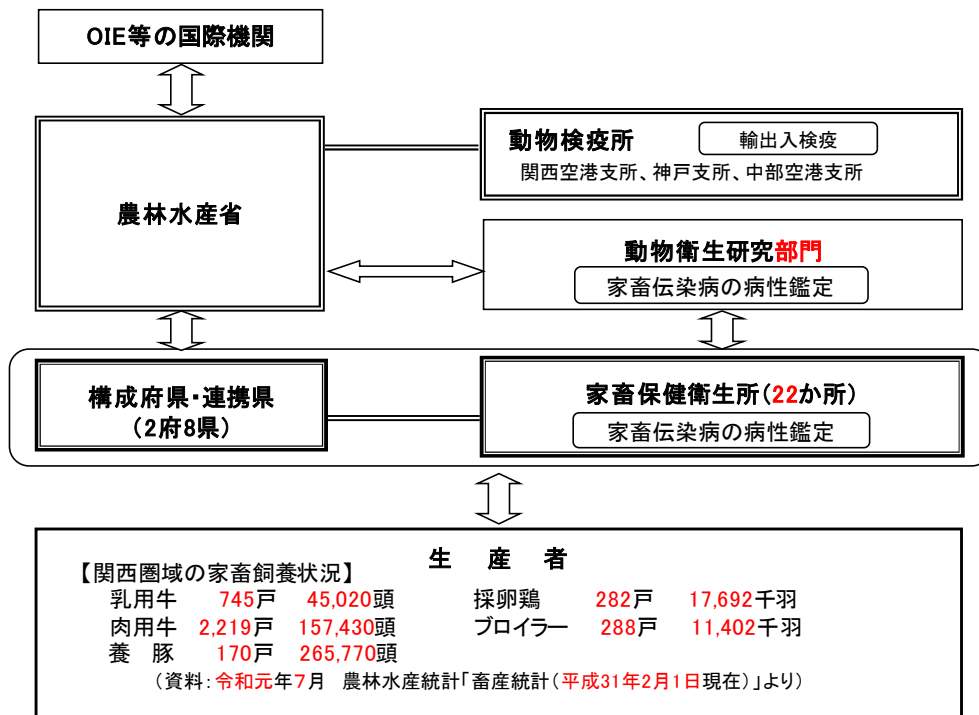 OIE等の国際機関
動物検疫所 輸出入検疫
関西空港支所、神戸支所、中部空港支所
農林水産省
動物衛生研究部門
家畜伝染病の病性鑑定
構成府県・連携県
(2府8県)
家畜保健衛生所(22か所)
家畜伝染病の病性鑑定
生 産 者
【関西圏域の家畜飼養状況】
乳用牛 745戸 45,020頭 採卵鶏 282戸 17,692千羽
肉用牛 2,219戸 157,430頭 ブロイラー 288戸 11,402千羽
養 豚 170戸 265,770頭
(資料:令和元年7月 農林水産統計「畜産統計(平成31年2月1日現在)」より)